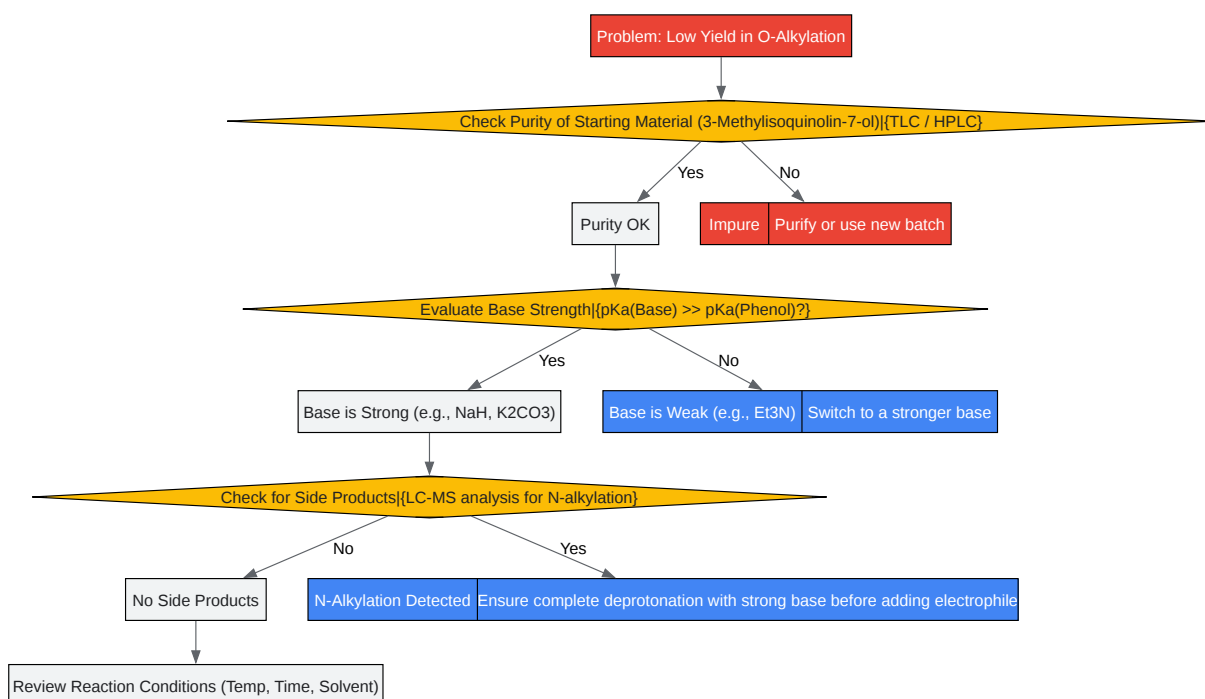 Problem: Low Yield in O-Alkylation
Check Purity of Starting Material (3-Methylisoquinolin-7-ol)|{TLC / HPLC}
Yes
No
Purity OK
Impure
Purify or use new batch
Evaluate Base Strength|{pKa(Base) >> pKa(Phenol)?}
Yes
No
Base is Strong (e.g., NaH, K2CO3)
Base is Weak (e.g., Et3N)
Switch to a stronger base
Check for Side Products|{LC-MS analysis for N-alkylation}
No
Yes
No Side Products
N-Alkylation Detected
Ensure complete deprotonation with strong base before adding electrophile
Review Reaction Conditions (Temp, Time, Solvent)